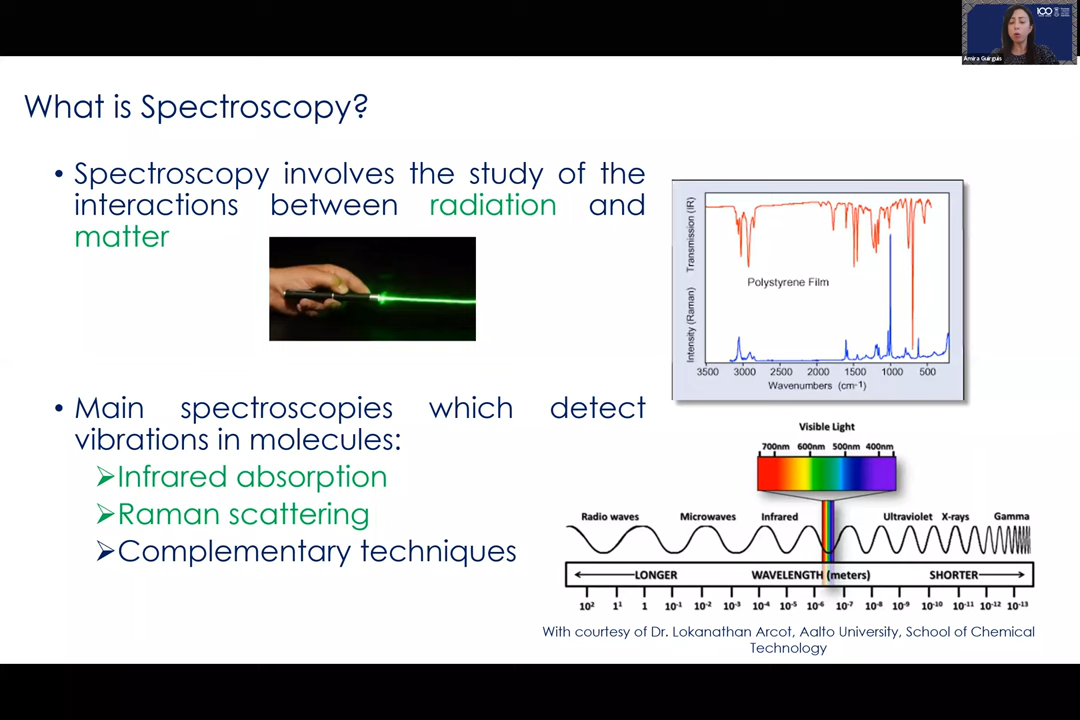 100
Amira Guirguis
What is Spectroscopy?
• Spectroscopy involves the study of the
interactions between radiation and
matter
• Main spectroscopies which detect
vibrations in molecules:
➢Infrared absorption
➢Raman scattering
➢Complementary techniques
Transmission (IR)
Intensity (Raman)
Polystyrene Film
3500 3000 2500 2000 1500 1000 500
Wavenumbers (cm-1)
Visible Light
700nm 600nm 500nm 400nm
Radio waves Microwaves Infrared Ultraviolet X-rays Gamma
LONGER WAVELENGTH (meters) SHORTER
10² 1¹ 1 10⁻¹ 10⁻² 10⁻³ 10⁻⁴ 10⁻⁵ 10⁻⁶ 10⁻⁷ 10⁻⁸ 10⁻⁹ 10⁻¹⁰ 10⁻¹¹ 10⁻¹² 10⁻¹³
With courtesy of Dr. Lokanathan Arcot, Aalto University, School of Chemical
Technology